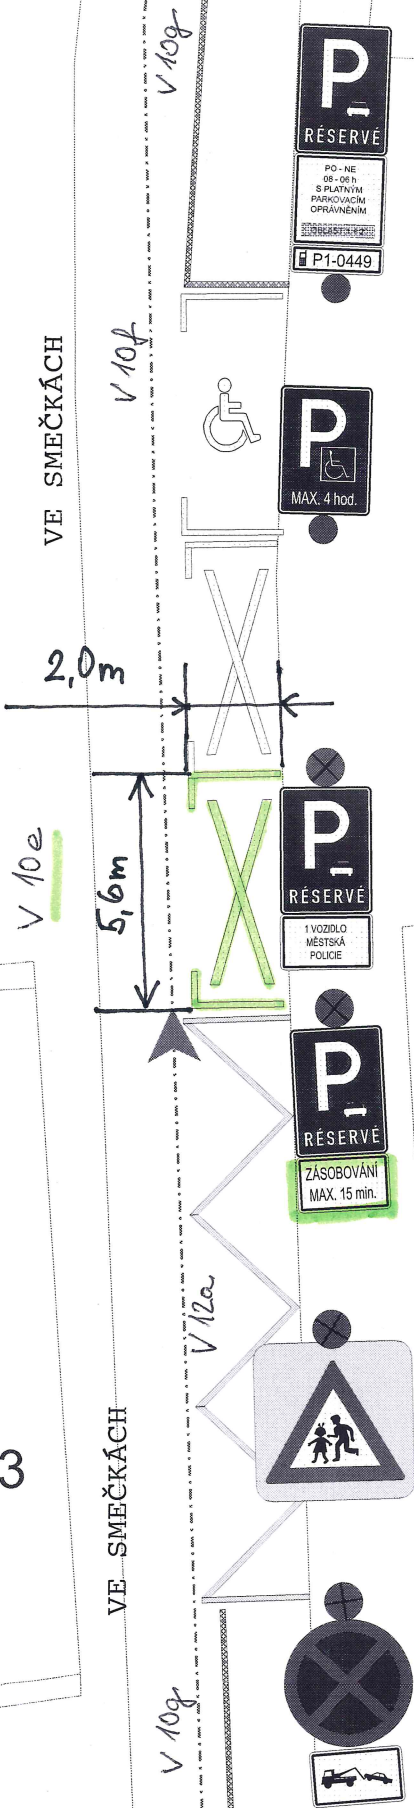 V 10g
P
RÉSERVÉ
PO - NE
08 - 06 h
S PLATNÝM
PARKOVACÍM
OPRÁVNĚNÍM
P1-0449
VE SMEČKÁCH
V 10f
P
MAX. 4 hod.
2,0m
V 10e
5,6m
P
RÉSERVÉ
1 VOZIDLO
MĚSTSKÁ
POLICIE
P
RÉSERVÉ
ZÁSOBOVÁNÍ
MAX. 15 min.
V 12a
3
VE SMEČKÁCH
V 10g